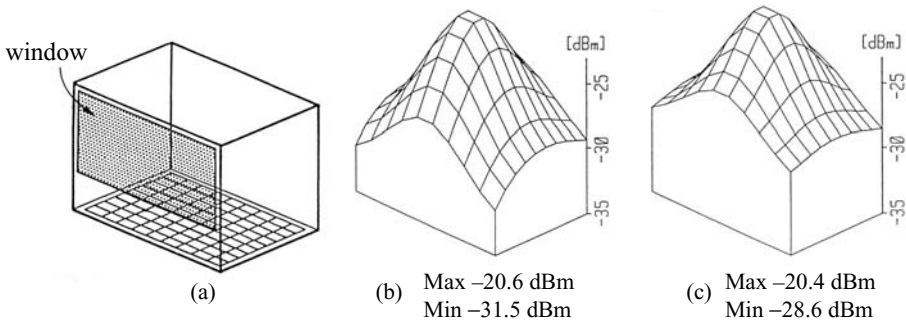 window
(a)
[dBm]
-25
-30
-35
(b)
Max –20.6 dBm
Min –31.5 dBm
[dBm]
-25
-30
-35
(c)
Max –20.4 dBm
Min –28.6 dBm